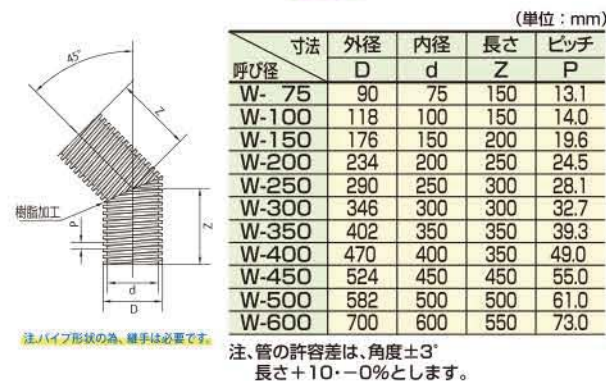 (単位:mm)
寸法 外径 内径 長さ ピッチ
呼び径 D d Z P
W- 75 90 75 150 13.1
W-100 118 100 150 14.0
W-150 176 150 200 19.6
W-200 234 200 250 24.5
W-250 290 250 300 28.1
W-300 346 300 300 32.7
W-350 402 350 350 39.3
W-400 470 400 350 49.0
W-450 524 450 450 55.0
W-500 582 500 500 61.0
W-600 700 600 550 73.0
45°
Z
樹脂加工
P
Z
d
D
注.パイプ形状の為、継手は必要です。
注、管の許容差は、角度±3°
長さ+10・-0%とします。